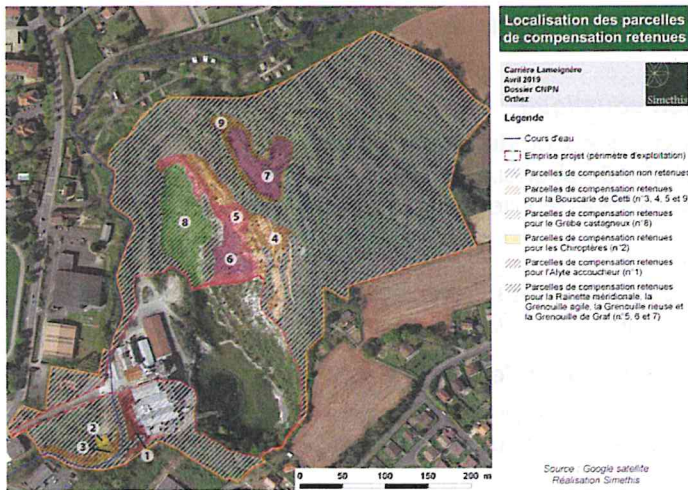 Localisation des parcelles
de compensation retenues
Carrière Lameignère
Avril 2019
Dossier CNPN
Orthez
Simethis
Légende
Cours d'eau
Emprise projet (périmètre d'exploitation)
Parcelles de compensation non retenues
Parcelles de compensation retenues
pour la Bouscarle de Cetti (n°3, 4, 5 et 9)
Parcelles de compensation retenues
pour le Grèbe castagneux (n°8)
Parcelles de compensation retenues
pour les Chiroptères (n°2)
Parcelles de compensation retenues
pour l'Alyte accoucheur (n°1)
Parcelles de compensation retenues
pour la Rainette méridionale, la
Grenouille agile, la Grenouille rieuse et
la Grenouille de Graf (n°5, 6 et 7)
N
9
7
5
8
4
6
2
3
1
0 50 100 150 200 m
Source : Google satellite
Réalisation Simethis